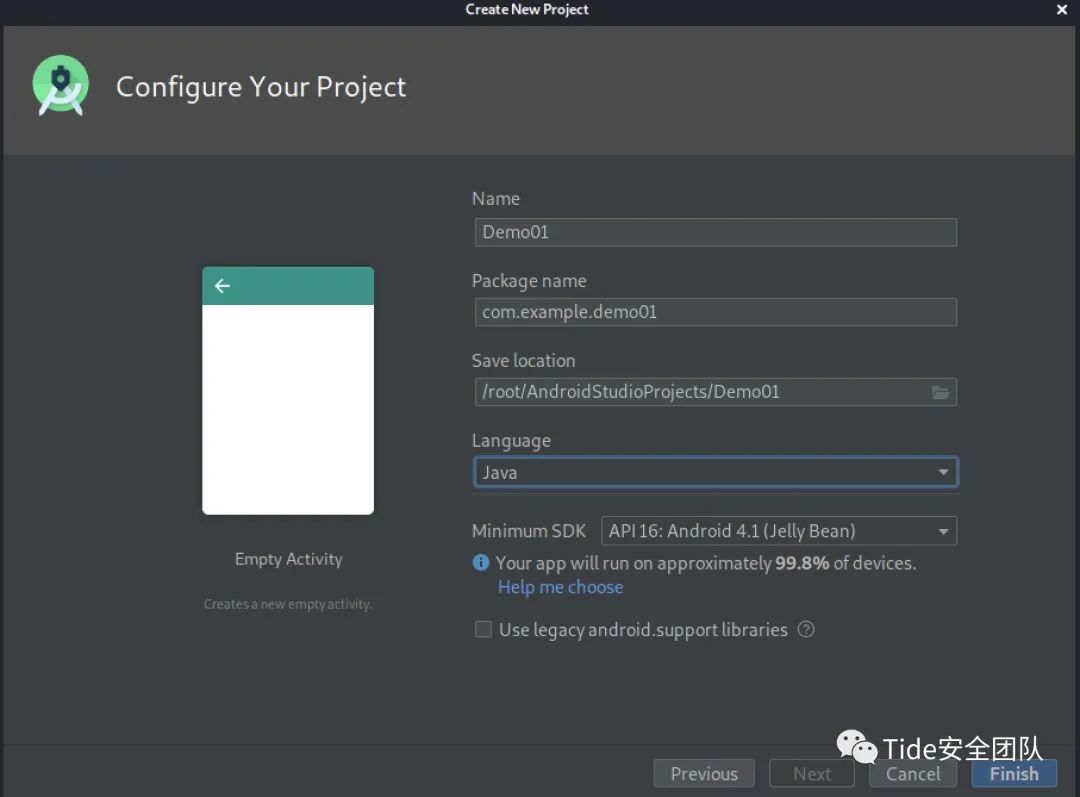 Create New Project
Configure Your Project
Name
Demo01
Package name
com.example.demo01
Save location
/root/AndroidStudioProjects/Demo01
Language
Java
Minimum SDK API 16: Android 4.1 (Jelly Bean)
Your app will run on approximately 99.8% of devices.
Help me choose
Use legacy android.support libraries
Empty Activity
Creates a new empty activity.
Tide安全团队
Previous Next Cancel Finish